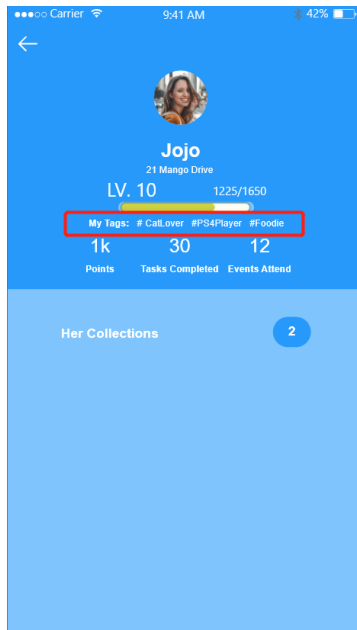 Carrier 9:41 AM 42%
Jojo
21 Mango Drive
LV. 10 1225/1650
My Tags: # CatLover #PS4Player #Foodie
1k 30 12
Points Tasks Completed Events Attend
Her Collections 2